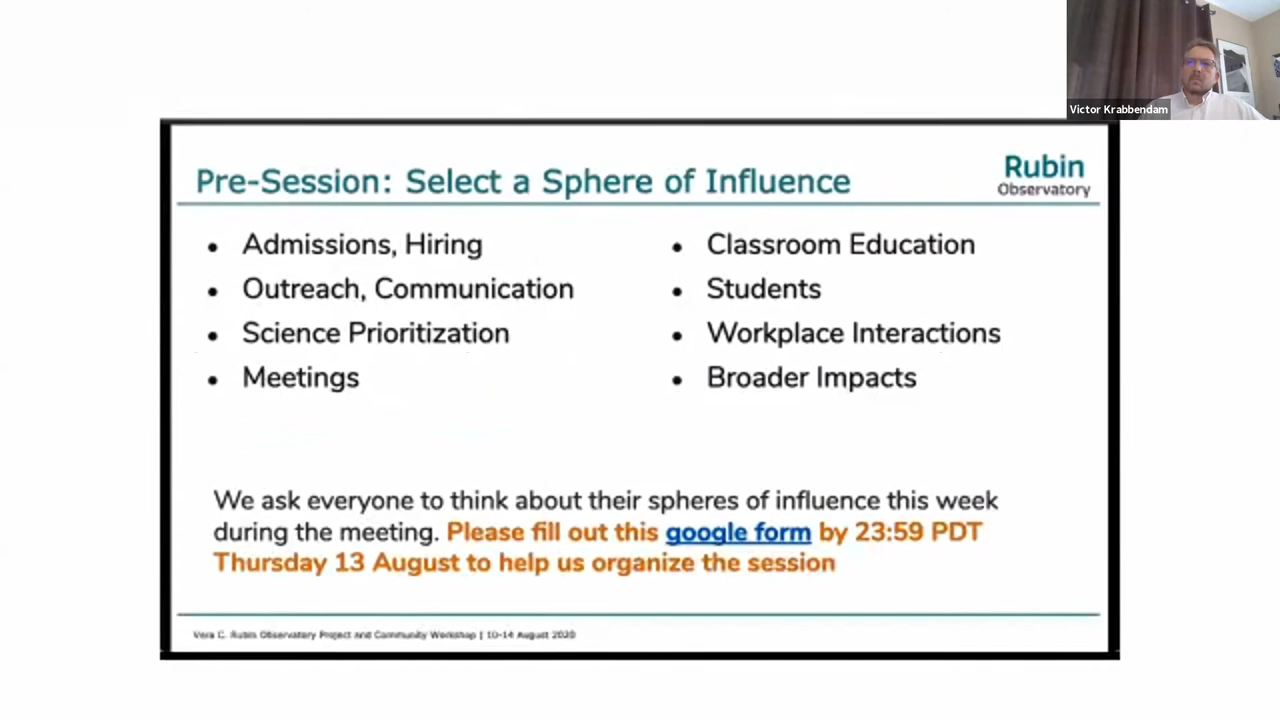 Victor Krabbendam
Pre-Session: Select a Sphere of Influence
Rubin
Observatory
• Admissions, Hiring
• Outreach, Communication
• Science Prioritization
• Meetings
• Classroom Education
• Students
• Workplace Interactions
• Broader Impacts
We ask everyone to think about their spheres of influence this week
during the meeting. Please fill out this google form by 23:59 PDT
Thursday 13 August to help us organize the session
Vera C. Rubin Observatory Project and Community Workshop | 10-14 August 2020